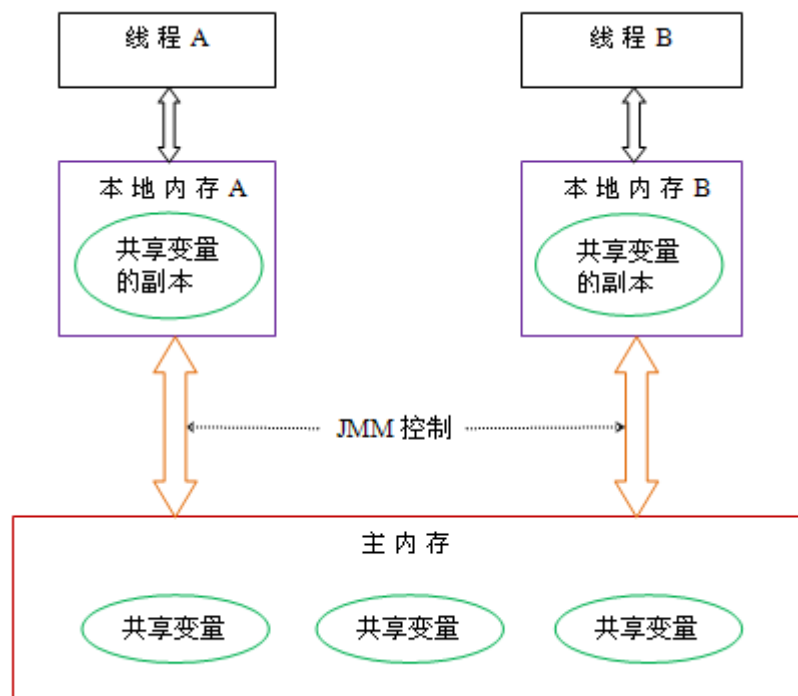 线程 A
线程 B
本地内存 A
本地内存 B
共享变量
的副本
共享变量
的副本
JMM 控制
主内存
共享变量
共享变量
共享变量